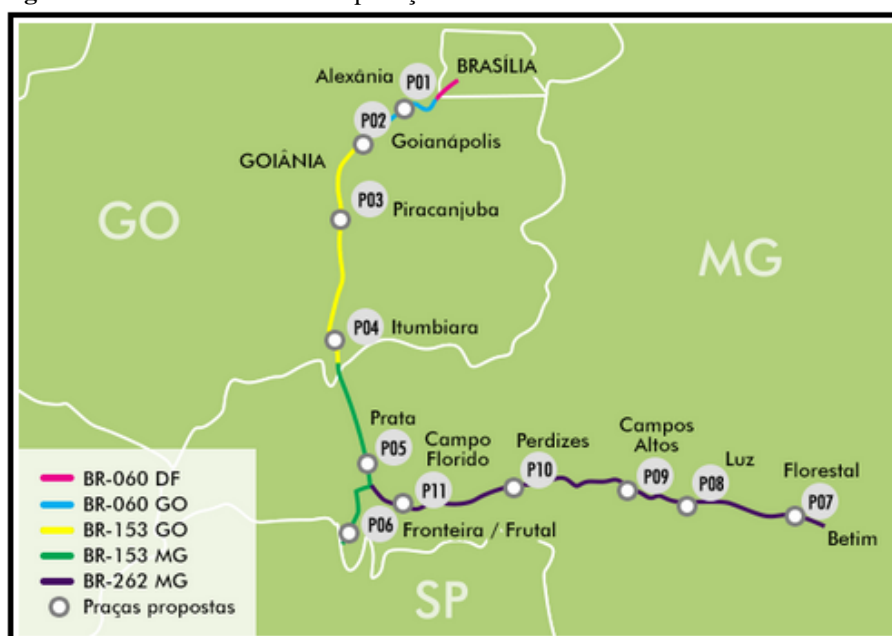 P01
BRASÍLIA
Alexânia
P02
Goianápolis
GOIÂNIA
P03
Piracanjuba
GO
MG
P04
Itumbiara
Prata
P05
Campo
Florido
P11
Perdizes
P10
Campos
Altos
P09
Luz
P08
Florestal
P07
Betim
P06
Fronteira / Frutal
SP
BR-060 DF
BR-060 GO
BR-153 GO
BR-153 MG
BR-262 MG
Praças propostas